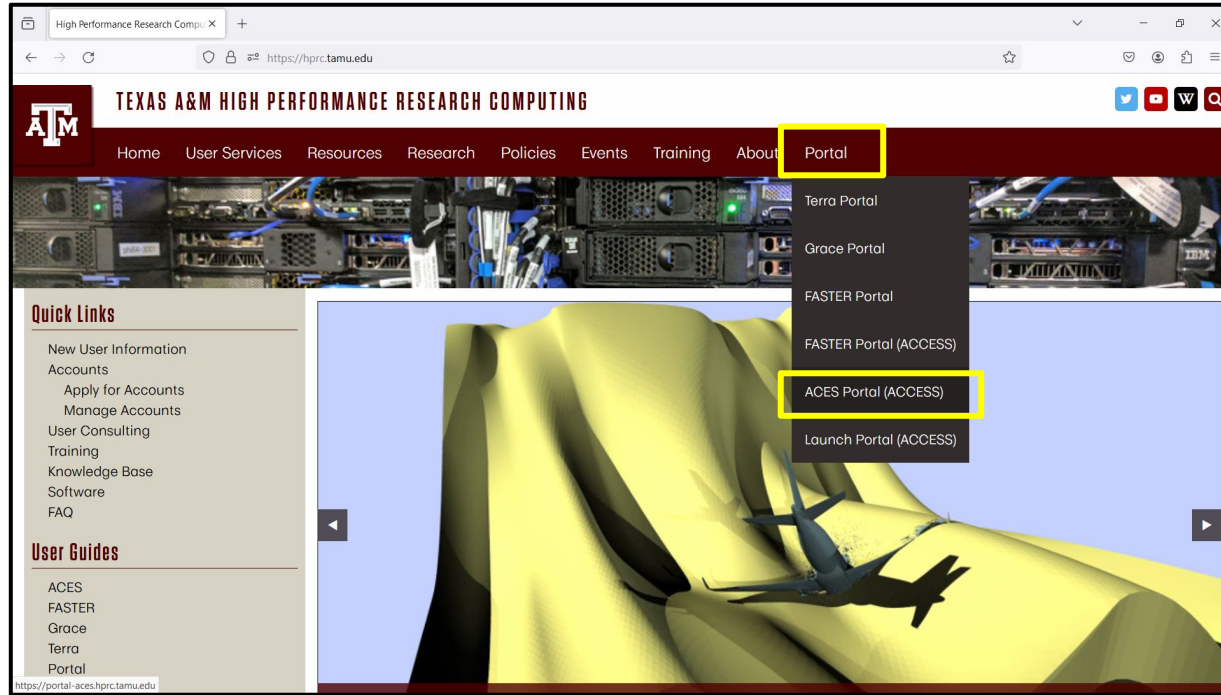 High Performance Research Compu
https://hprc.tamu.edu
TEXAS A&M HIGH PERFORMANCE RESEARCH COMPUTING
Home User Services Resources Research Policies Events Training About Portal
Terra Portal
Grace Portal
FASTER Portal
FASTER Portal (ACCESS)
ACES Portal (ACCESS)
Launch Portal (ACCESS)
IBM
IBM
Quick Links
New User Information
Accounts
Apply for Accounts
Manage Accounts
User Consulting
Training
Knowledge Base
Software
FAQ
User Guides
ACES
FASTER
Grace
Terra
Portal
https://portal-aces.hprc.tamu.edu